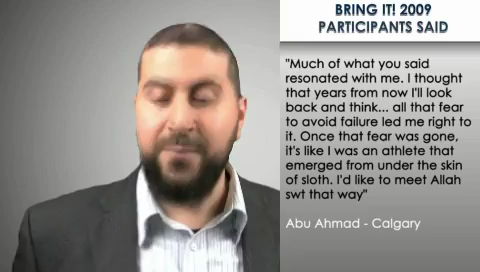 BRING IT! 2009
PARTICIPANTS SAID
"Much of what you said
resonated with me. I thought
that years from now I'll look
back and think... all that fear
to avoid failure led me right to
it. Once that fear was gone,
it's like I was an athlete that
emerged from under the skin
of sloth. I'd like to meet Allah
swt that way"
Abu Ahmad - Calgary